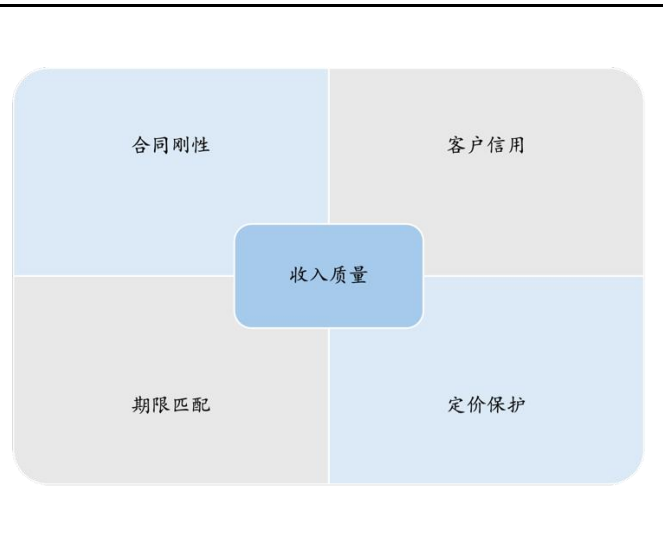 合同刚性
客户信用
收入质量
期限匹配
定价保护